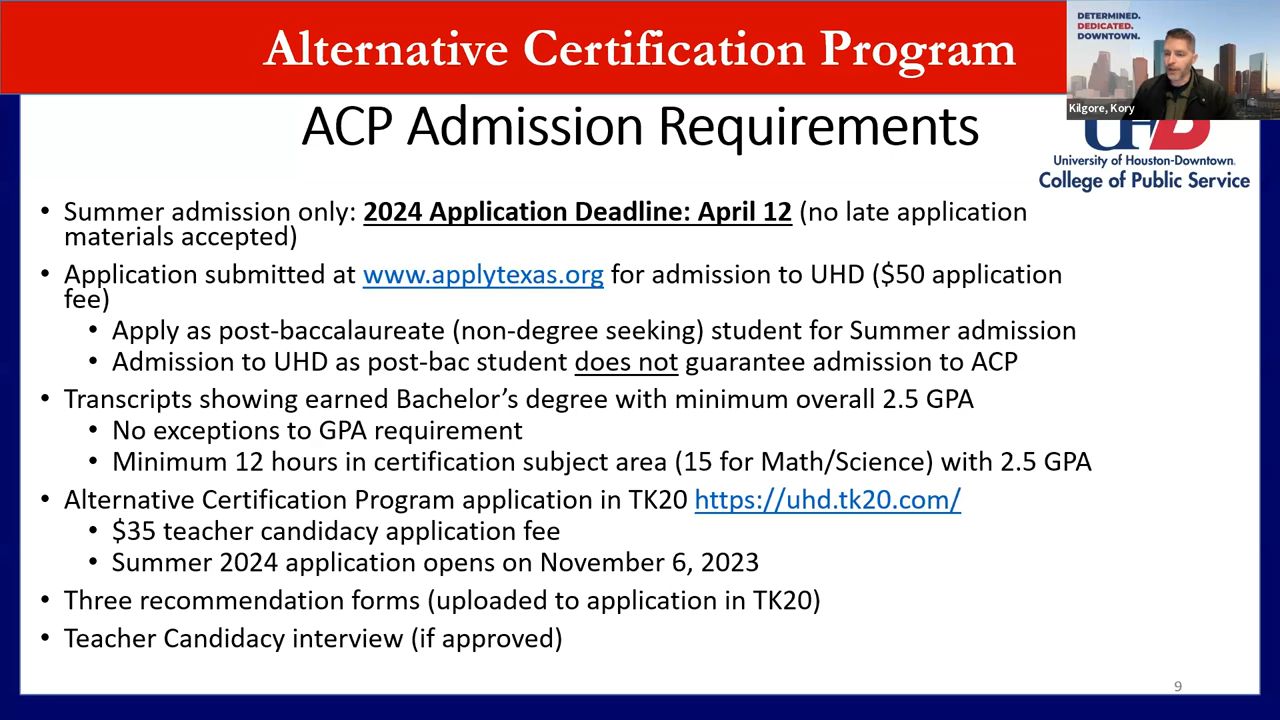 Alternative Certification Program
DETERMINED.
DEDICATED.
DOWNTOWN.
Kilgore, Kory
ACP Admission Requirements
UHD
University of Houston-Downtown
College of Public Service
• Summer admission only: 2024 Application Deadline: April 12 (no late application
materials accepted)
• Application submitted at www.applytexas.org for admission to UHD ($50 application
fee)
• Apply as post-baccalaureate (non-degree seeking) student for Summer admission
• Admission to UHD as post-bac student does not guarantee admission to ACP
• Transcripts showing earned Bachelor’s degree with minimum overall 2.5 GPA
• No exceptions to GPA requirement
• Minimum 12 hours in certification subject area (15 for Math/Science) with 2.5 GPA
• Alternative Certification Program application in TK20 https://uhd.tk20.com/
• $35 teacher candidacy application fee
• Summer 2024 application opens on November 6, 2023
• Three recommendation forms (uploaded to application in TK20)
• Teacher Candidacy interview (if approved)
9